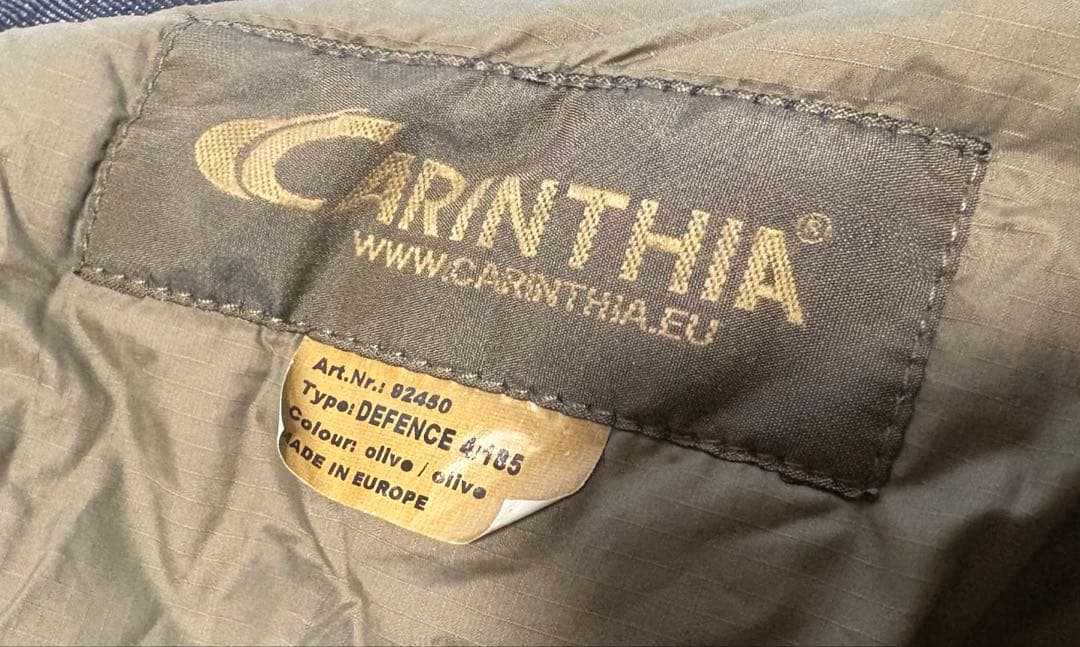 CARINTHIA®
WWW.CARINTHIA.EU
Art.Nr.: 92450
Type: DEFENCE 4/185
Colour: olive / olive
MADE IN EUROPE